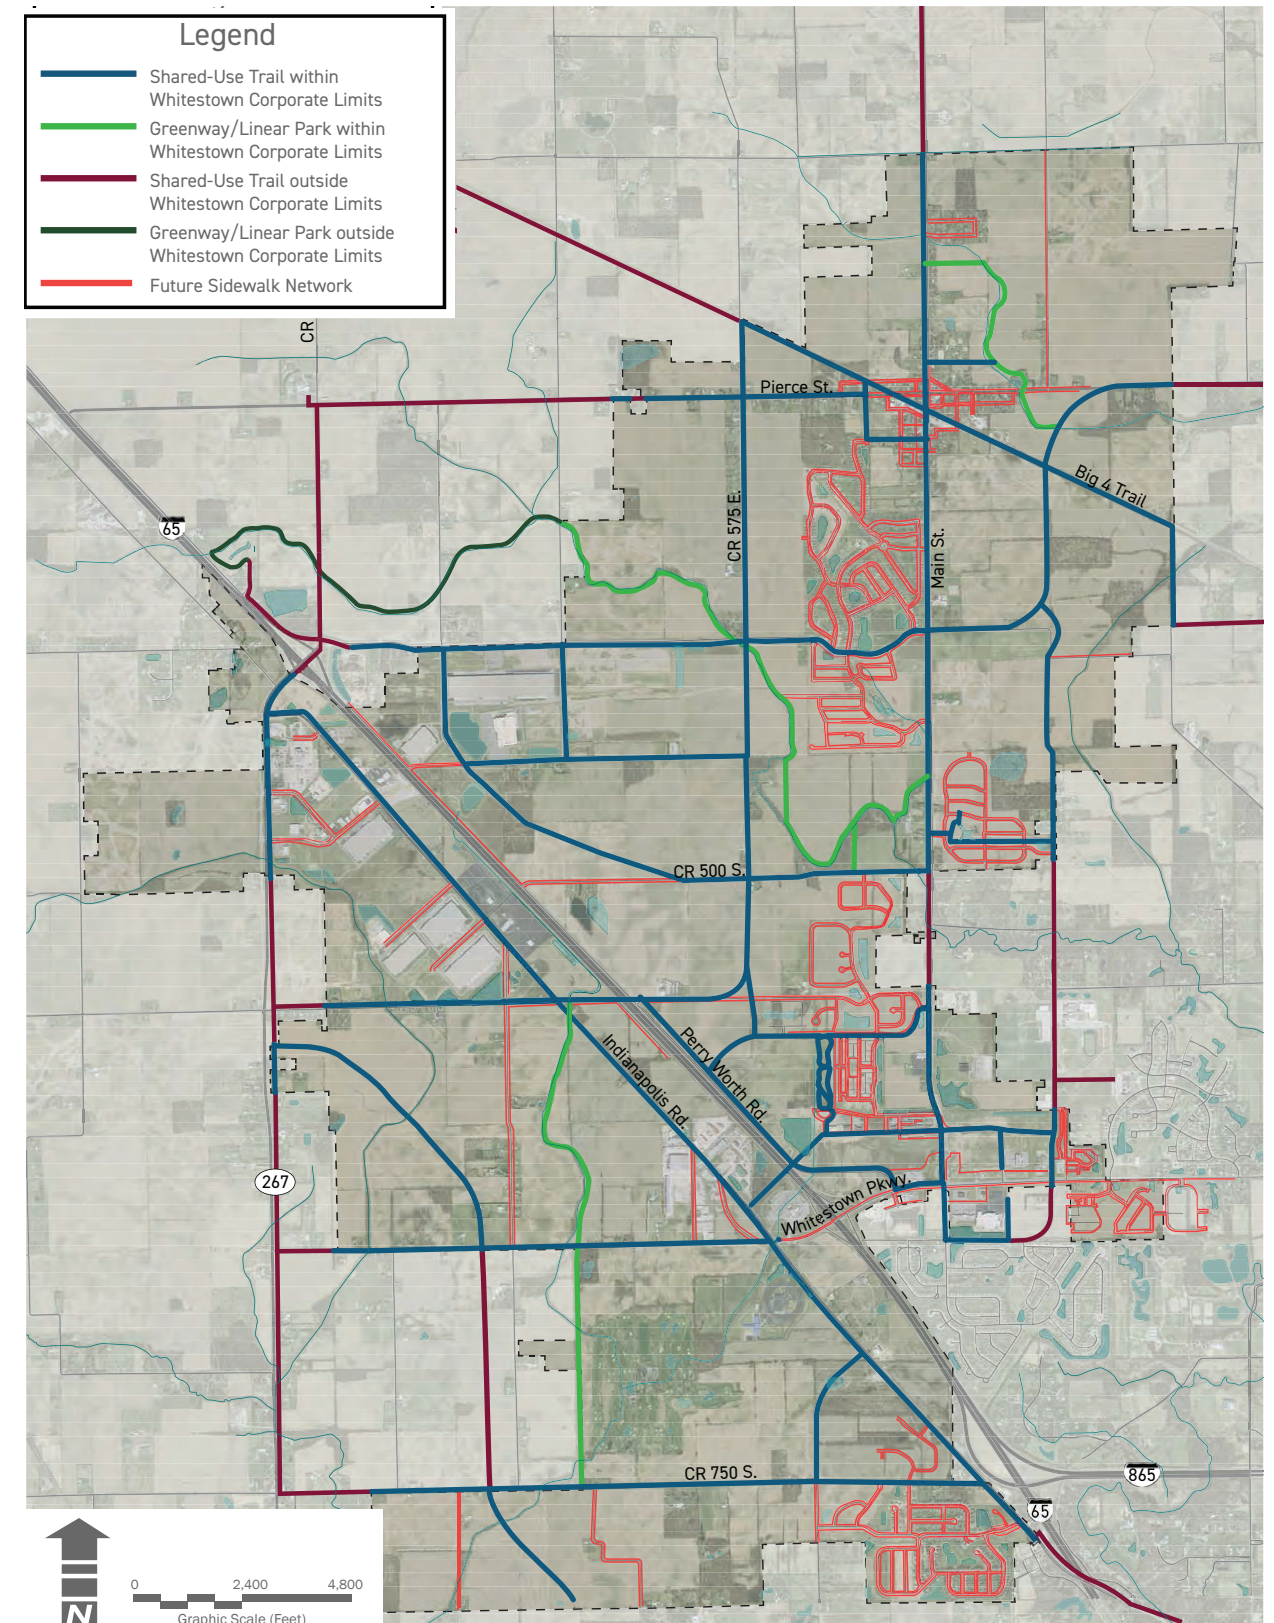 Legend
Shared-Use Trail within
Whitestown Corporate Limits
Greenway/Linear Park within
Whitestown Corporate Limits
Shared-Use Trail outside
Whitestown Corporate Limits
Greenway/Linear Park outside
Whitestown Corporate Limits
Future Sidewalk Network
CR
Pierce St.
Big 4 Trail
65
CR 575 E.
Main St.
CR 500 S.
Perry Worth Rd.
Indianapolis Rd.
267
Whitestown Pkwy.
CR 750 S.
865
65
0 2,400 4,800
Graphic Scale (Feet)
N